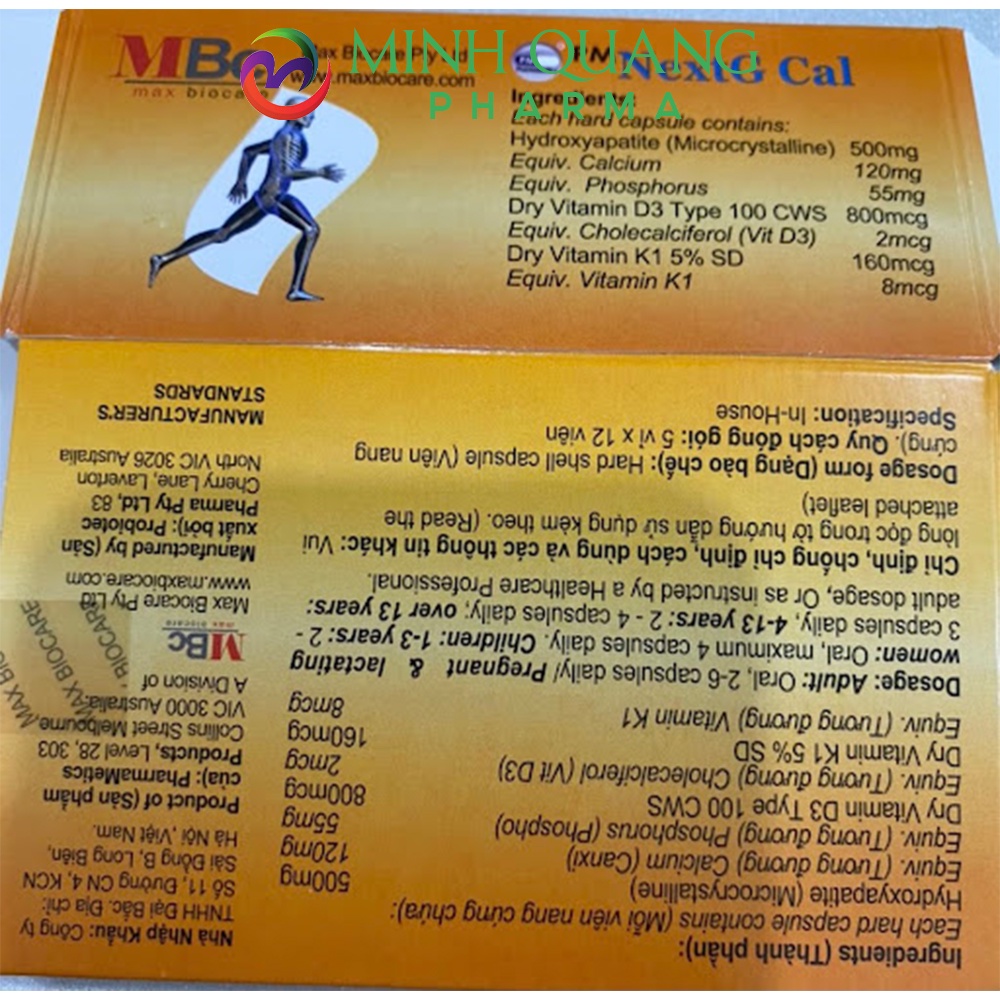 MBc
max biocare
Max Biocare Pty Ltd
www.maxbiocare.com
MINH QUANG
PHARMA
PM NextG Cal
Ingredients:
Each hard capsule contains:
Hydroxyapatite (Microcrystalline) 500mg
Equiv. Calcium 120mg
Equiv. Phosphorus 55mg
Dry Vitamin D3 Type 100 CWS 800mcg
Equiv. Cholecalciferol (Vit D3) 2mcg
Dry Vitamin K1 5% SD 160mcg
Equiv. Vitamin K1 8mcg
Ingredients (Thành phần):
Each hard capsule contains (Mỗi viên nang cứng chứa):
Hydroxyapatite (Microcrystalline) 500mg
Equiv. (Tương đương) Calcium (Canxi) 120mg
Equiv. (Tương đương) Phosphorus (Phospho) 55mg
Dry Vitamin D3 Type 100 CWS 800mcg
Equiv. (Tương đương) Cholecalciferol (Vit D3) 2mcg
Dry Vitamin K1 5% SD 160mcg
Equiv. (Tương đương) Vitamin K1 8mcg
Dosage: Adult: Oral, 2-6 capsules daily/ Pregnant & lactating
women: Oral, maximum 4 capsules daily. Children: 1-3 years: 2 -
3 capsules daily, 4-13 years: 2 - 4 capsules daily; over 13 years:
adult dosage, Or as instructed by a Healthcare Professional.
Chỉ định, chống chỉ định, cách dùng và các thông tin khác: Vui
lòng đọc trong tờ hướng dẫn sử dụng kèm theo. (Read the
attached leaflet)
Dosage form (Dạng bào chế): Hard shell capsule (Viên nang
cứng). Quy cách đóng gói: 5 vỉ x 12 viên
Specification: In-House
Nhà Nhập Khẩu: Công ty
TNHH Đại Bắc. Địa chỉ:
Số 11, Đường CN 4, KCN
Sài Đồng B, Long Biên,
Hà Nội, Việt Nam.
Product of (Sản phẩm
của): PharmaMetics
Products, Level 28, 303
Collins Street Melbourne
VIC 3000 Australia.
A Division of
MBc
max biocare
Max Biocare Pty Ltd
www.maxbiocare.com
Manufactured by (Sản
xuất bởi): Probiotec
Pharma Pty Ltd, 83
Cherry, Lane, Laverton
North VIC 3026 Australia
MANUFACTURER'S
STANDARDS
MAX BIOCARE
MAX BIOCARE